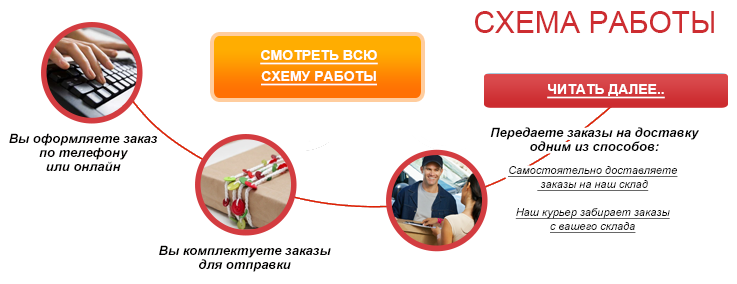 СХЕМА РАБОТЫ
СМОТРЕТЬ ВСЮ
СХЕМУ РАБОТЫ
ЧИТАТЬ ДАЛЕЕ..
Вы оформляете заказ
по телефону
или онлайн
Вы комплектуете заказы
для отправки
Передаете заказы на доставку
одним из способов:
Самостоятельно доставляете
заказы на наш склад
Наш курьер забирает заказы
с вашего склада